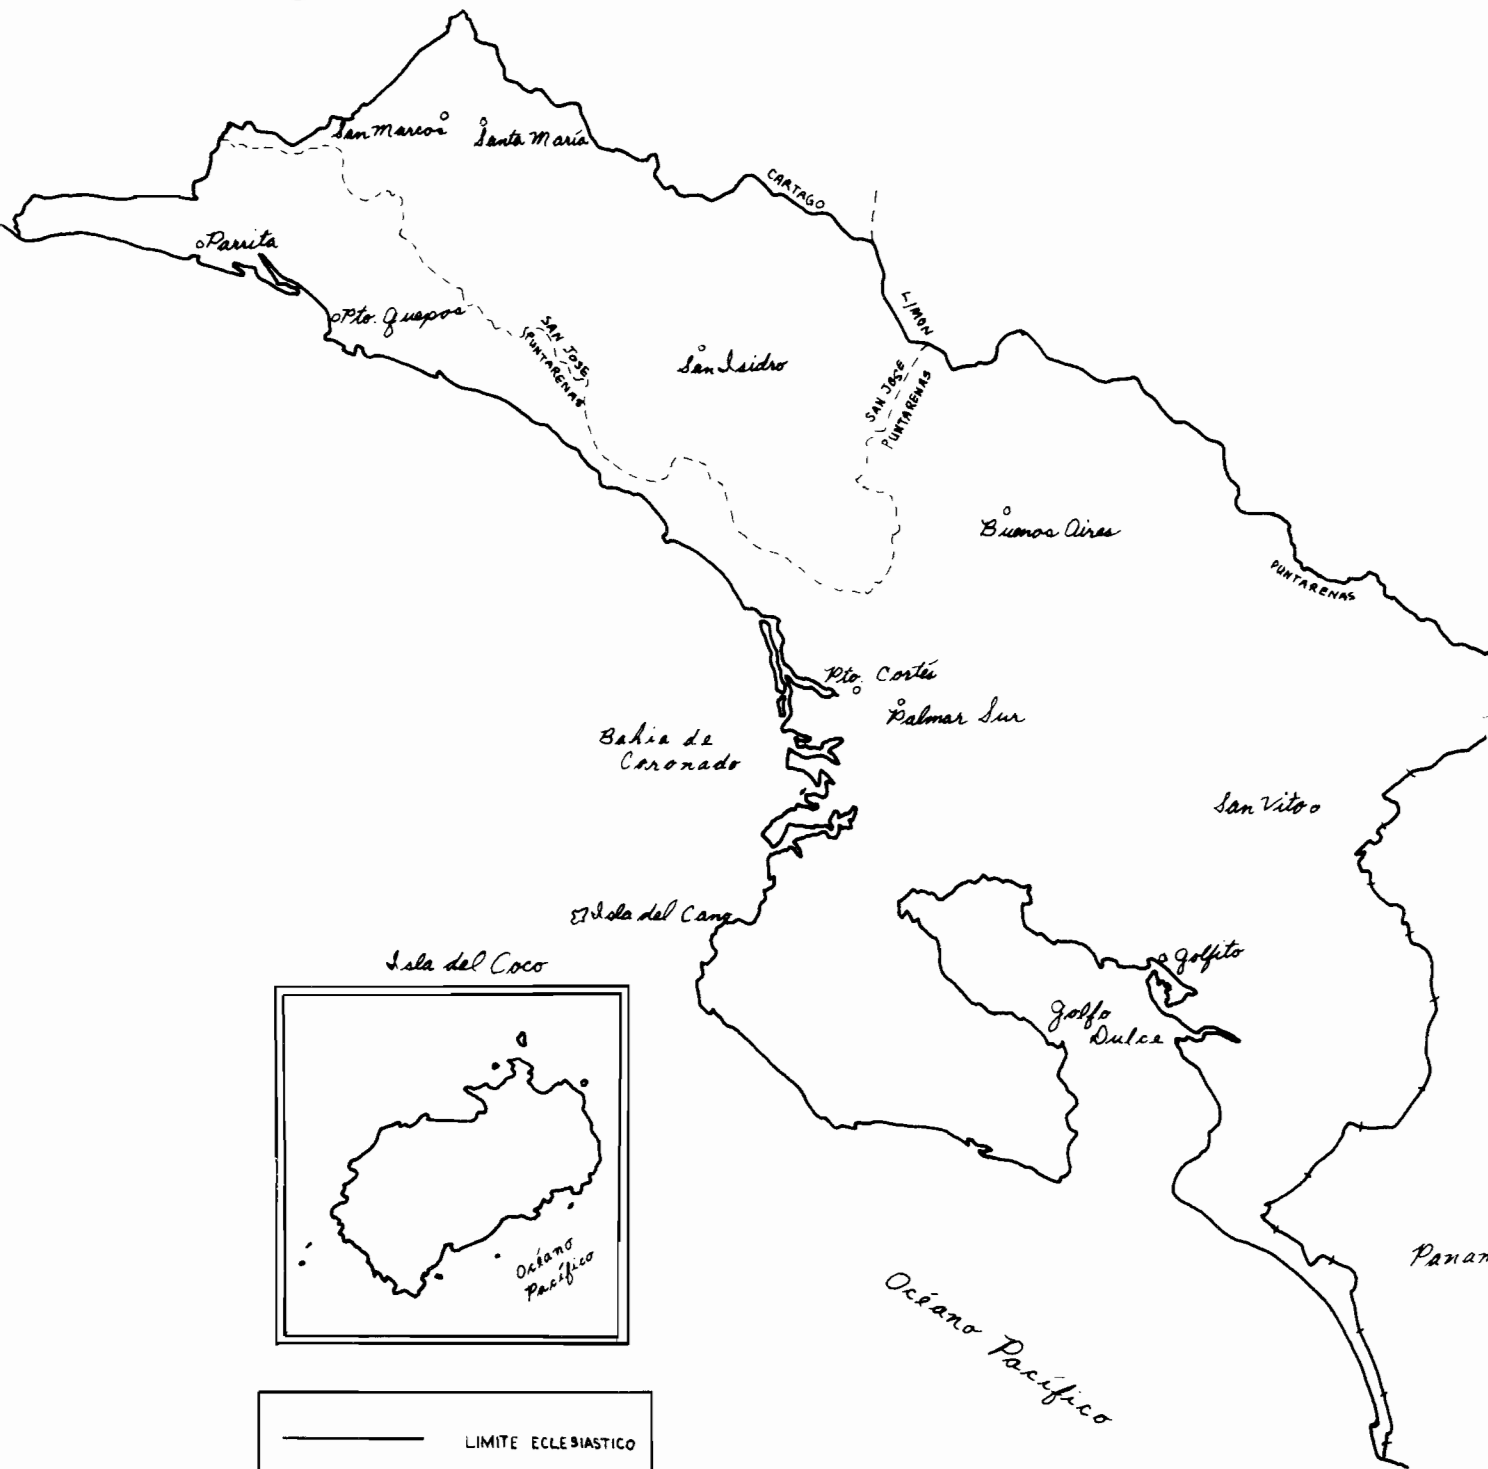 San Marcos
Santa María
CARTAGO
Parrita
LIMON
Pto. Quepos
SAN JOSE
PUNTARENAS
San Isidro
SAN JOSE
PUNTARENAS
Buenos Aires
PUNTARENAS
Pto. Cortés
Palmar Sur
Bahia de
Coronado
San Vito
Isla del Cano
Golfito
Isla del Coco
Golfo
Dulce
Océano
Pacífico
Panam
Océano Pacífico
LIMITE ECLESIASTICO